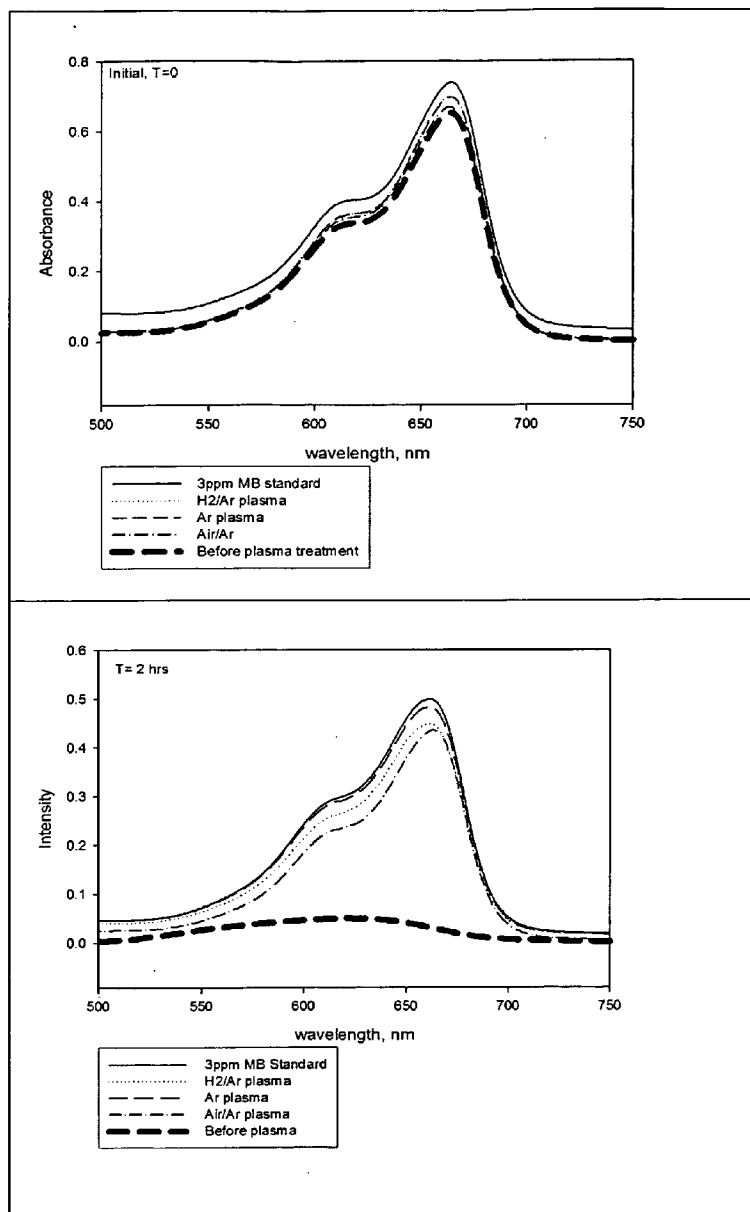 Initial, T=0
0.8
0.6
0.4
0.2
0.0
Absorbance
500
550
600
650
700
750
wavelength, nm
3ppm MB standard
H2/Ar plasma
Ar plasma
Air/Ar
Before plasma treatment
T= 2 hrs
0.6
0.5
0.4
0.3
0.2
0.1
0.0
Intensity
500
550
600
650
700
750
wavelength, nm
3ppm MB Standard
H2/Ar plasma
Ar plasma
Air/Ar plasma
Before plasma